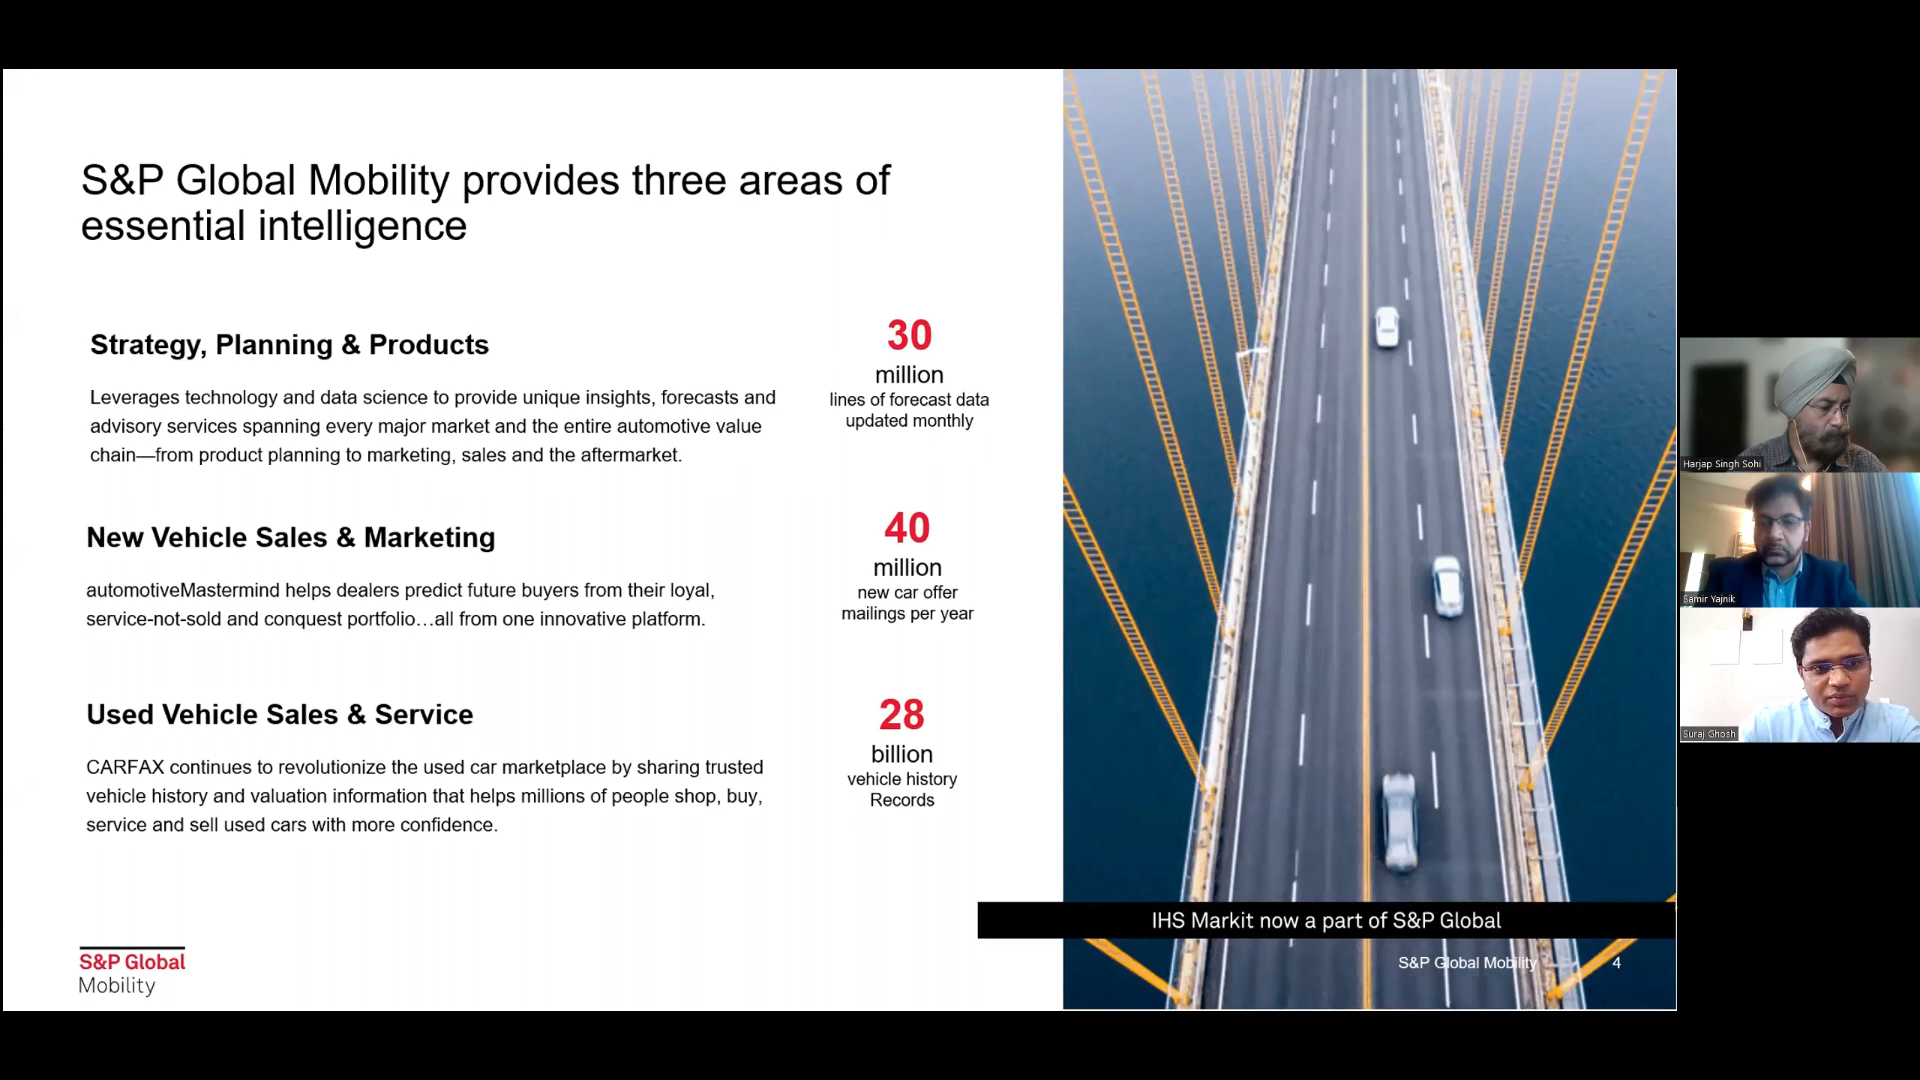 S&P Global Mobility provides three areas of
essential intelligence
Strategy, Planning & Products
Leverages technology and data science to provide unique insights, forecasts and
advisory services spanning every major market and the entire automotive value
chain—from product planning to marketing, sales and the aftermarket.
30
million
lines of forecast data
updated monthly
New Vehicle Sales & Marketing
automotiveMastermind helps dealers predict future buyers from their loyal,
service-not-sold and conquest portfolio…all from one innovative platform.
40
million
new car offer
mailings per year
Used Vehicle Sales & Service
CARFAX continues to revolutionize the used car marketplace by sharing trusted
vehicle history and valuation information that helps millions of people shop, buy,
service and sell used cars with more confidence.
28
billion
vehicle history
Records
IHS Markit now a part of S&P Global
S&P Global
Mobility
S&P Global Mobility
4
Harjap Singh Sohi
Samir Yajnik
Suraj Ghosh